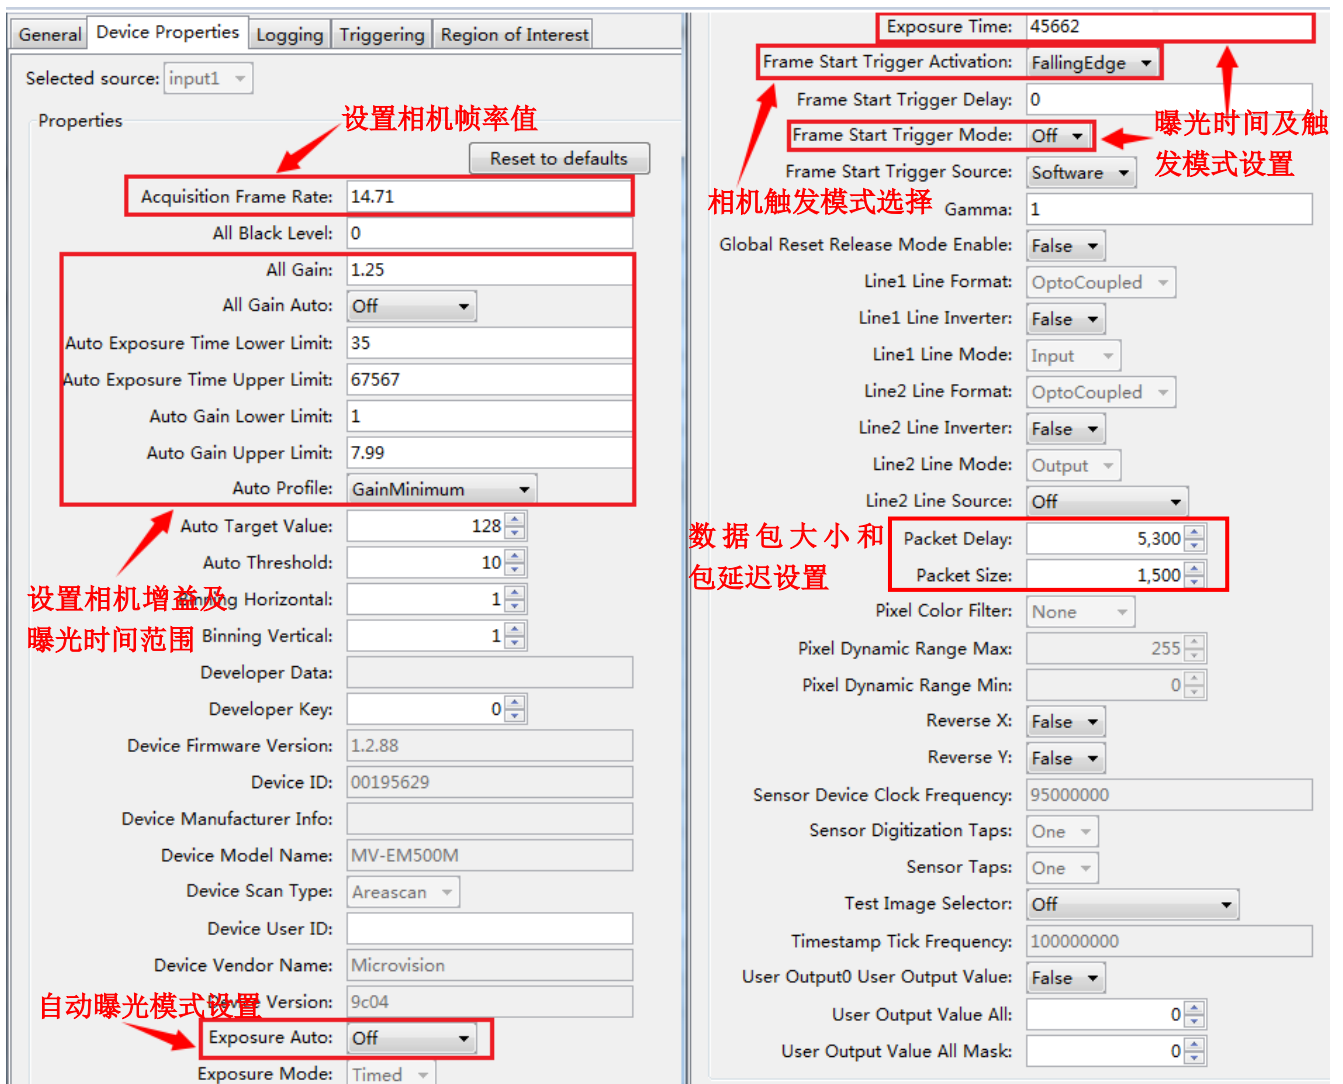 General Device Properties Logging Triggering Region of Interest
Selected source: input1
Properties
设置相机帧率值
Reset to defaults
Acquisition Frame Rate: 14.71
All Black Level: 0
All Gain: 1.25
All Gain Auto: Off
Auto Exposure Time Lower Limit: 35
Auto Exposure Time Upper Limit: 67567
Auto Gain Lower Limit: 1
Auto Gain Upper Limit: 7.99
Auto Profile: GainMinimum
Auto Target Value: 128
Auto Threshold: 10
设置相机增益及
曝光时间范围
Binning Horizontal: 1
Binning Vertical: 1
Developer Data:
Developer Key: 0
Device Firmware Version: 1.2.88
Device ID: 00195629
Device Manufacturer Info:
Device Model Name: MV-EM500M
Device Scan Type: Areascan
Device User ID:
Device Vendor Name: Microvision
自动曝光模式设置
Device Version: 9c04
Exposure Auto: Off
Exposure Mode: Timed
Exposure Time: 45662
Frame Start Trigger Activation: FallingEdge
Frame Start Trigger Delay: 0
Frame Start Trigger Mode: Off
曝光时间及触
发模式设置
Frame Start Trigger Source: Software
相机触发模式选择
Gamma: 1
Global Reset Release Mode Enable: False
Line1 Line Format: OptoCoupled
Line1 Line Inverter: False
Line1 Line Mode: Input
Line2 Line Format: OptoCoupled
Line2 Line Inverter: False
Line2 Line Mode: Output
Line2 Line Source: Off
数据包大小和
包延迟设置
Packet Delay: 5,300
Packet Size: 1,500
Pixel Color Filter: None
Pixel Dynamic Range Max: 255
Pixel Dynamic Range Min: 0
Reverse X: False
Reverse Y: False
Sensor Device Clock Frequency: 95000000
Sensor Digitization Taps: One
Sensor Taps: One
Test Image Selector: Off
Timestamp Tick Frequency: 100000000
User Output0 User Output Value: False
User Output Value All: 0
User Output Value All Mask: 0